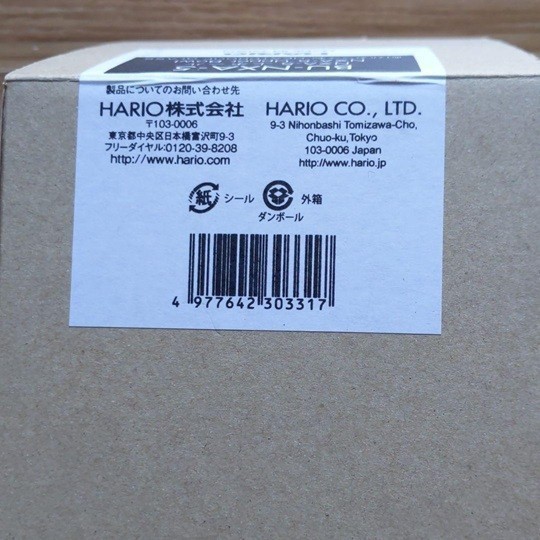 製品についてのお問い合わせ先
HARIO株式会社
〒103-0006
東京都中央区日本橋富沢町9-3
フリーダイヤル:0120-39-8208
http://www.hario.com
HARIO CO., LTD.
9-3 Nihonbashi Tomizawa-Cho,
Chuo-ku,Tokyo
103-0006 Japan
http://www.hario.jp
紙 シール
外箱
ダンボール
4 977642 303317